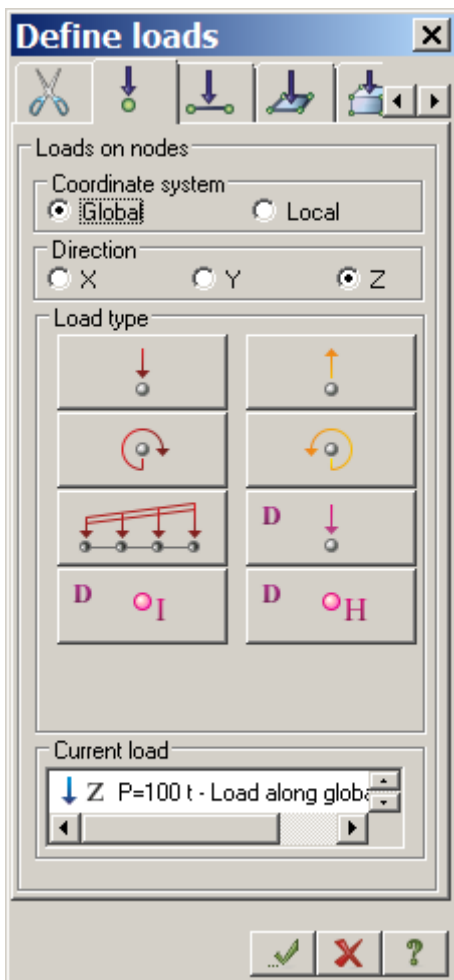 Define loads
Loads on nodes
Coordinate system
Global Local
Direction
X Y Z
Load type
D
D I D H
Current load
Z P=100 t - Load along globa
?